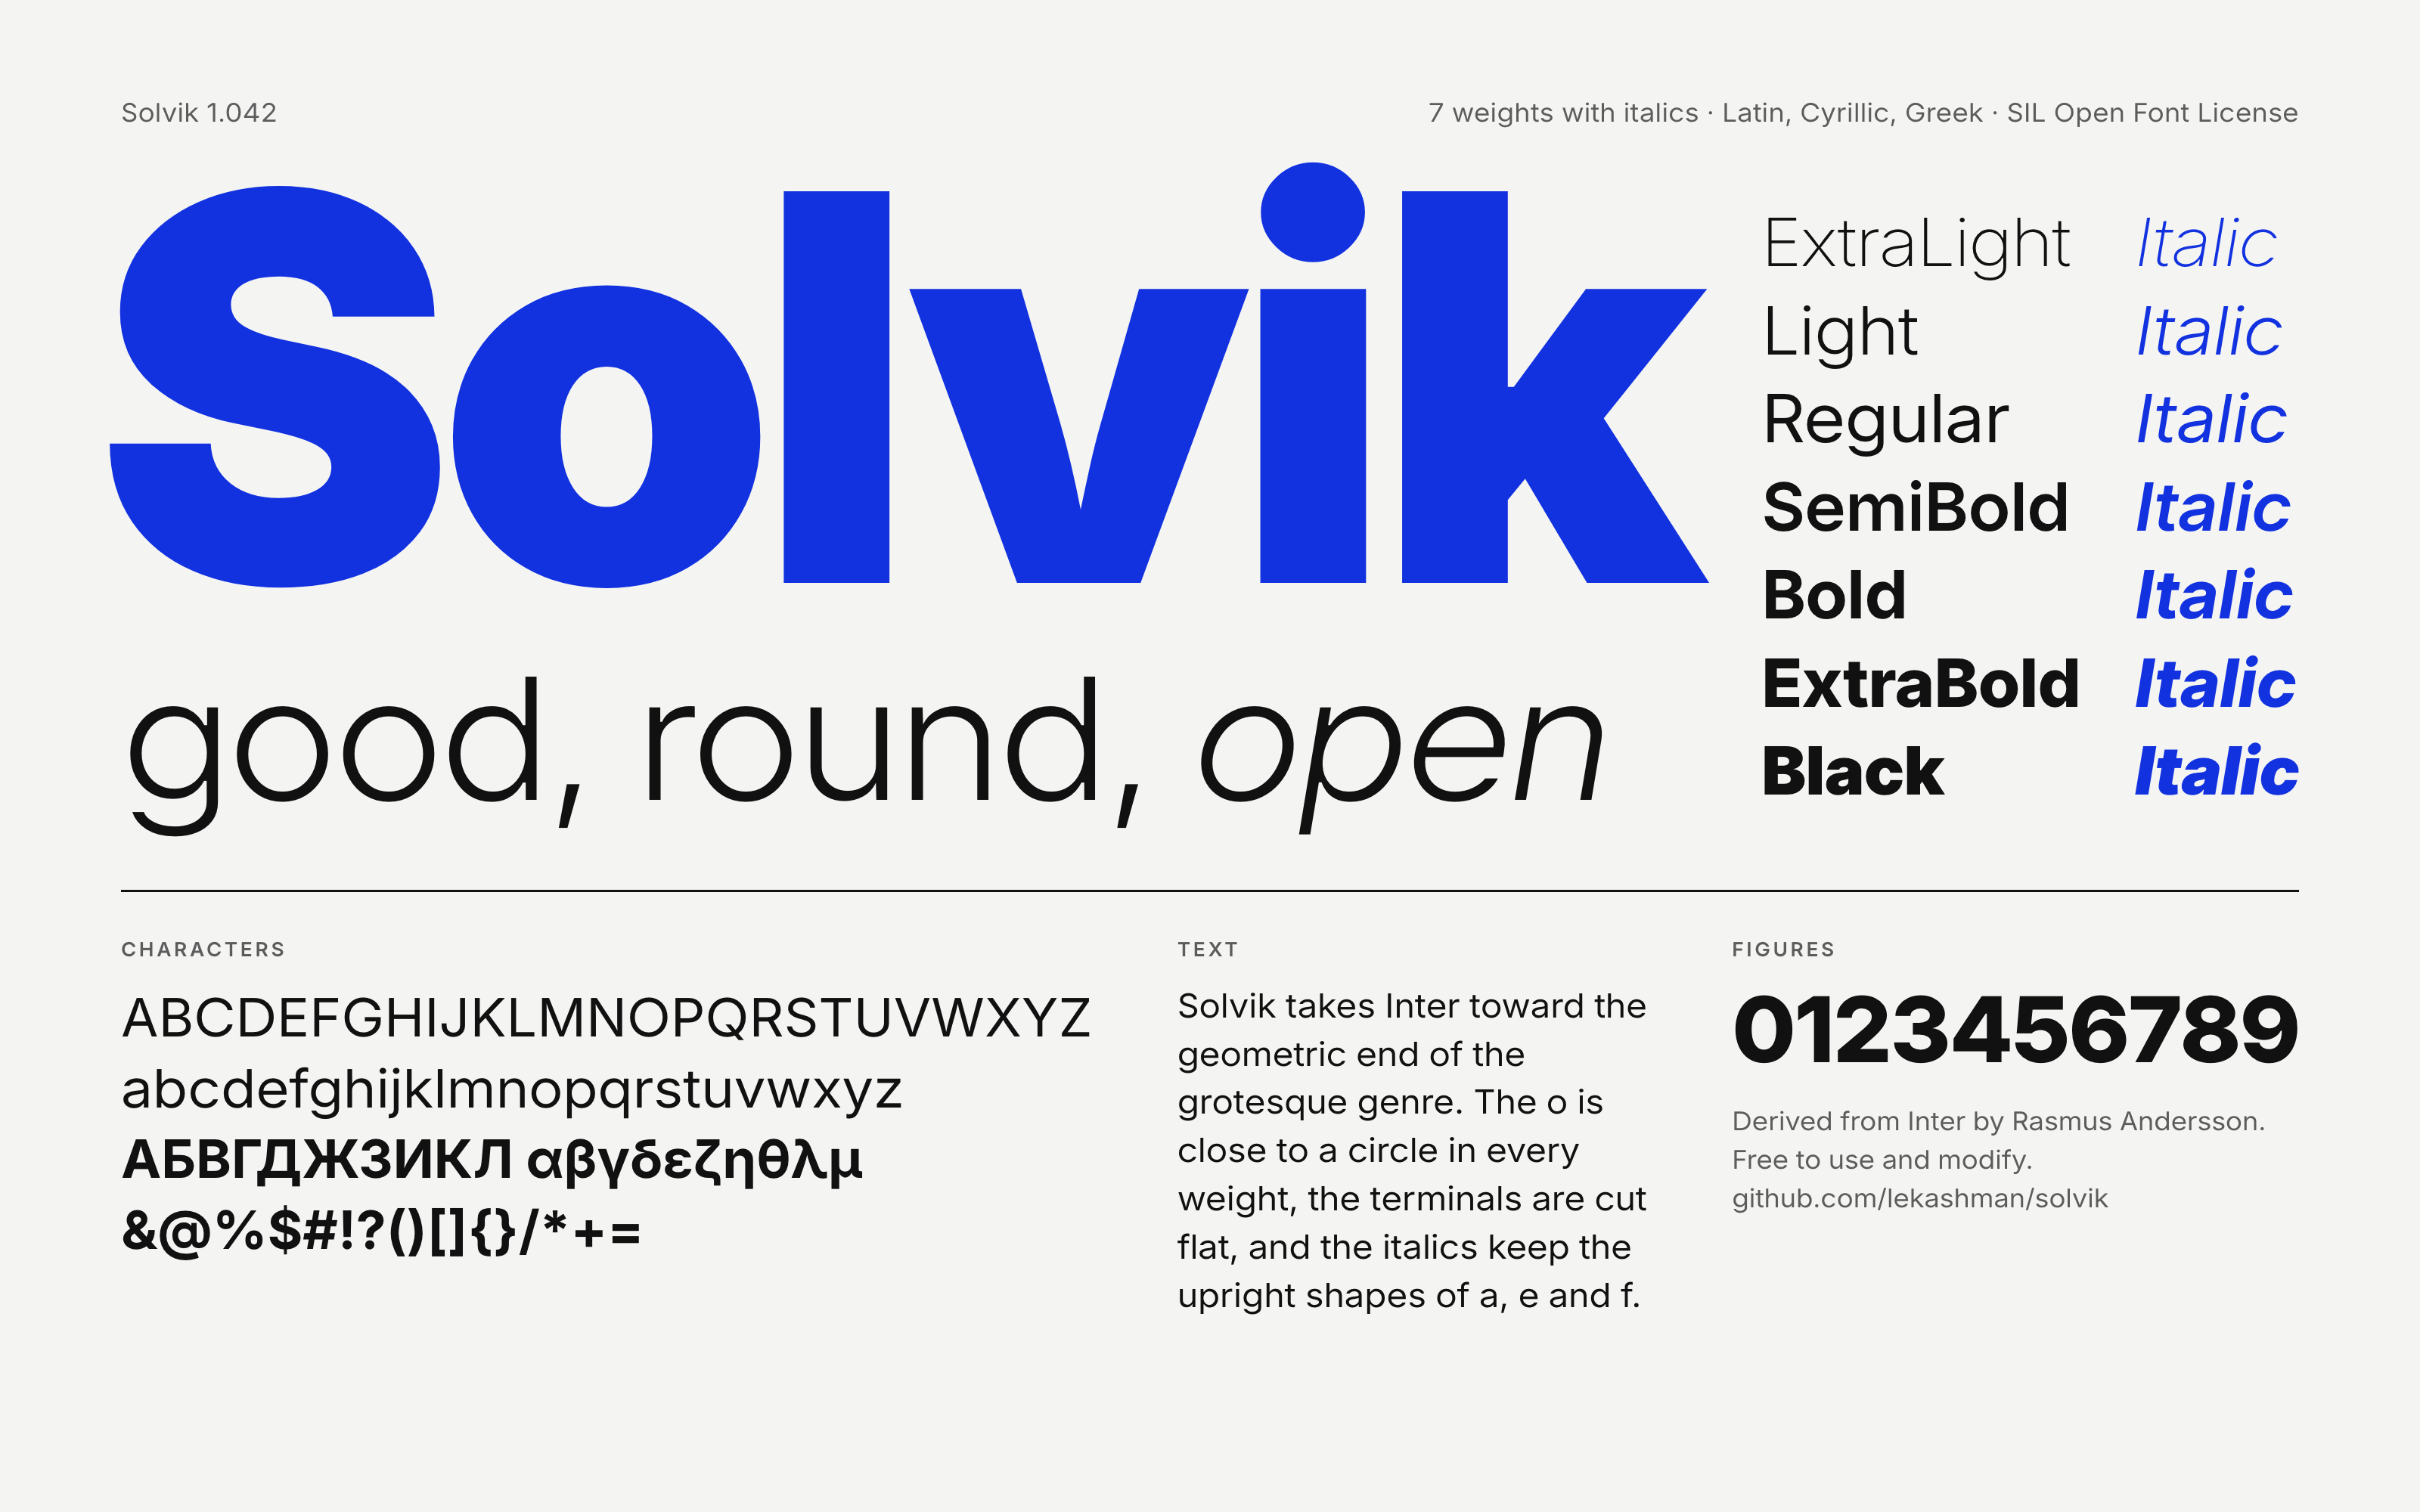 Solvik 1.042
7 weights with italics · Latin, Cyrillic, Greek · SIL Open Font License
Solvik
good, round, open
ExtraLight Italic
Light Italic
Regular Italic
SemiBold Italic
Bold Italic
ExtraBold Italic
Black Italic
CHARACTERS
ABCDEFGHIJKLMNOPQRSTUVWXYZ
abcdefghijklmnopqrstuvwxyz
АБВГДЖЗИКЛ αβγδεζηθλμ
&@%$#!?()[]{}/*+=
TEXT
Solvik takes Inter toward the
geometric end of the
grotesque genre. The o is
close to a circle in every
weight, the terminals are cut
flat, and the italics keep the
upright shapes of a, e and f.
FIGURES
0123456789
Derived from Inter by Rasmus Andersson.
Free to use and modify.
github.com/lekashman/solvik